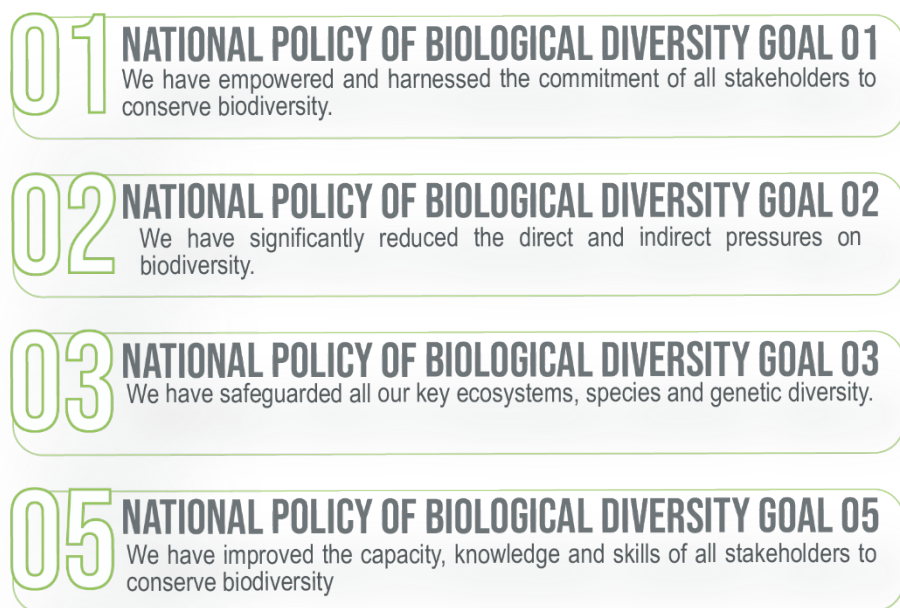 01
NATIONAL POLICY OF BIOLOGICAL DIVERSITY GOAL 01
We have empowered and harnessed the commitment of all stakeholders to
conserve biodiversity.
02
NATIONAL POLICY OF BIOLOGICAL DIVERSITY GOAL 02
We have significantly reduced the direct and indirect pressures on
biodiversity.
03
NATIONAL POLICY OF BIOLOGICAL DIVERSITY GOAL 03
We have safeguarded all our key ecosystems, species and genetic diversity.
05
NATIONAL POLICY OF BIOLOGICAL DIVERSITY GOAL 05
We have improved the capacity, knowledge and skills of all stakeholders to
conserve biodiversity